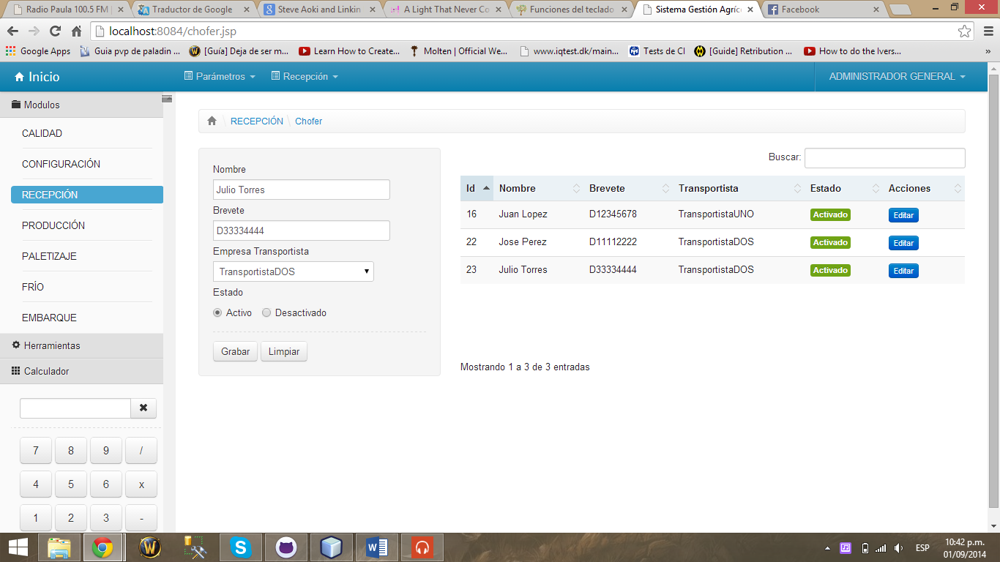 Radio Paula 100.5 FM
Traductor de Google
Steve Aoki and Linkin
A Light That Never Co
Funciones del teclado
Sistema Gestión Agríc
Facebook
localhost:8084/chofer.jsp
Google Apps
Guia pvp de paladin ...
[Guía] Deja de ser m...
Learn How to Create...
Molten | Official We...
www.iqtest.dk/main...
Tests de CI
[Guide] Retribution ...
How to do the Ivers...
»
Inicio
Parámetros
Recepción
ADMINISTRADOR GENERAL
Modulos
CALIDAD
CONFIGURACIÓN
RECEPCIÓN
PRODUCCIÓN
PALETIZAJE
FRÍO
EMBARQUE
Herramientas
Calculador
7 8 9 /
4 5 6 x
1 2 3 -
RECEPCIÓN \ Chofer
Nombre
Julio Torres
Brevete
D33334444
Empresa Transportista
TransportistaDOS
Estado
Activo Desactivado
Grabar Limpiar
Buscar:
Id Nombre Brevete Transportista Estado Acciones
16 Juan Lopez D12345678 TransportistaUNO Activado Editar
22 Jose Perez D11112222 TransportistaDOS Activado Editar
23 Julio Torres D33334444 TransportistaDOS Activado Editar
Mostrando 1 a 3 de 3 entradas
ESP
10:42 p.m.
01/09/2014